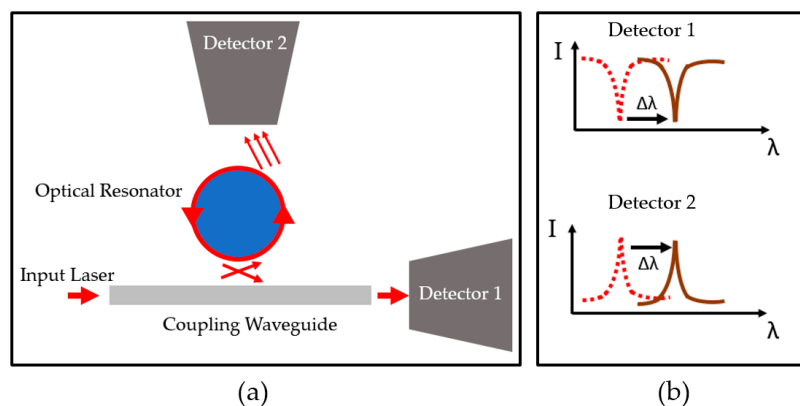 Detector 2
Optical Resonator
Input Laser
Detector 1
Coupling Waveguide
(a)
Detector 1
I
Δλ
λ
Detector 2
I
Δλ
λ
(b)